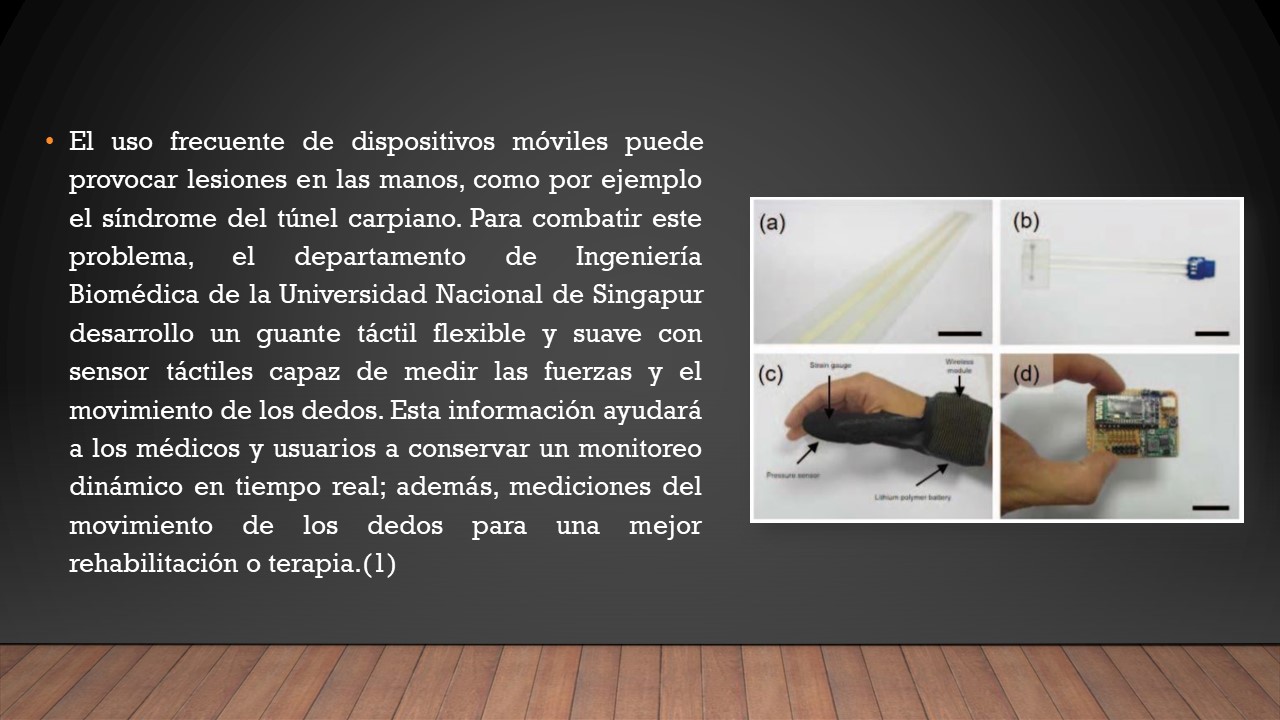 • El uso frecuente de dispositivos móviles puede
provocar lesiones en las manos, como por ejemplo
el síndrome del túnel carpiano. Para combatir este
problema, el departamento de Ingeniería
Biomédica de la Universidad Nacional de Singapur
desarrollo un guante táctil flexible y suave con
sensor táctiles capaz de medir las fuerzas y el
movimiento de los dedos. Esta información ayudará
a los médicos y usuarios a conservar un monitoreo
dinámico en tiempo real; además, mediciones del
movimiento de los dedos para una mejor
rehabilitación o terapia.(1)
(a)
(b)
(c)
Strain gauge
Wireless
module
Pressure sensor
Lithium polymer battery
(d)